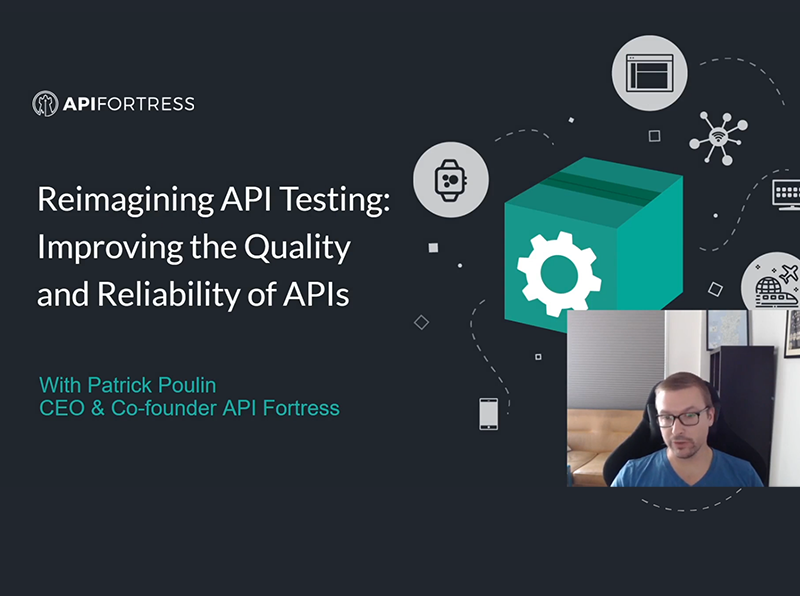 APIFORTRESS
Reimagining API Testing:
Improving the Quality
and Reliability of APIs
With Patrick Poulin
CEO & Co-founder API Fortress